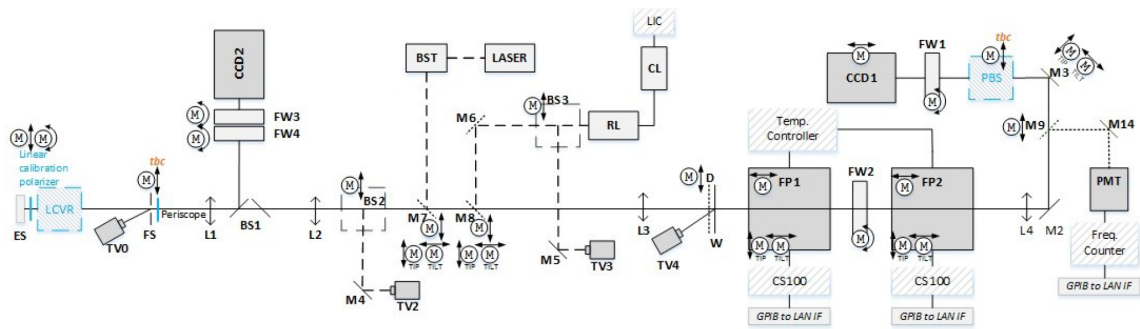 LIC
tbc
M
FW1
tbc
M
M
M
TIP
TILT
CCD2
BST
LASER
CL
M
M
CCD1
PBS
M3
M
BS3
M
FW3
M6
RL
Temp.
Controller
M9
M14
M
M
FW4
M
M
Linear
calibration
polarizer
tbc
M
M
BS2
M
D
FP1
M
FW2
FP2
M
PMT
LCVR
Periscope
M7
M8
ES
FS
L1
BS1
L2
M
M
L3
L4
M2
TV0
M
M
TIP
TILT
M
M
TIP
TILT
M5
TV3
TV4
W
M
M
TIP
TILT
M
M
M
TIP
TILT
Freq.
Counter
M4
TV2
CS100
CS100
GPIB to LAN IF
GPIB to LAN IF
GPIB to LAN IF